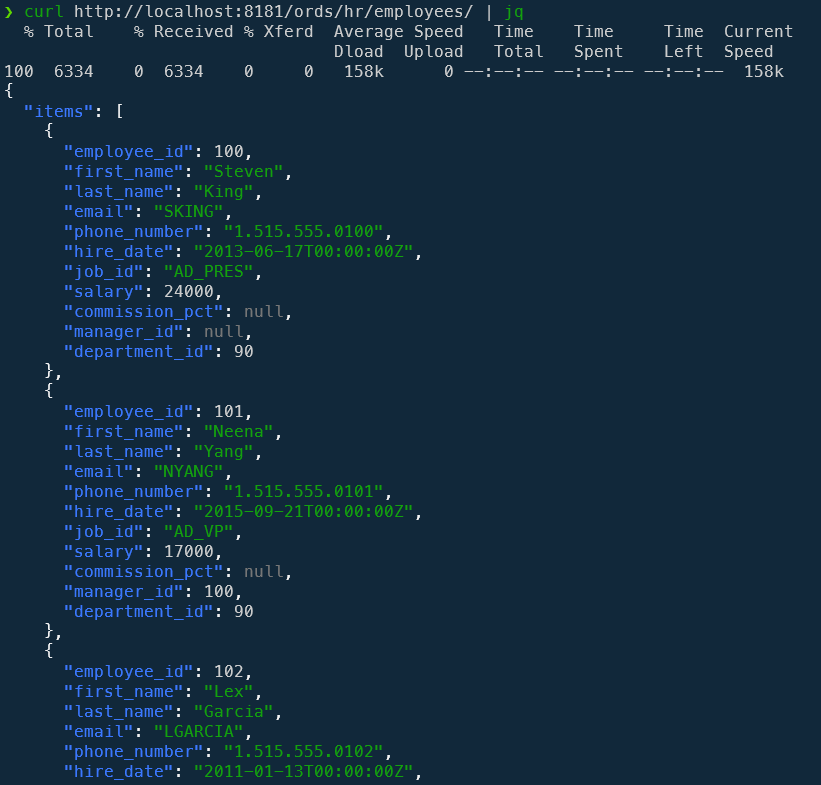 ❯ curl http://localhost:8181/ords/hr/employees/ | jq
  % Total    % Received % Xferd  Average Speed   Time    Time     Time  Current
                                 Dload  Upload   Total   Spent    Left  Speed
100  6334    0  6334    0     0   158k      0 --:--:-- --:--:-- --:--:--  158k
{
  "items": [
    {
      "employee_id": 100,
      "first_name": "Steven",
      "last_name": "King",
      "email": "SKING",
      "phone_number": "1.515.555.0100",
      "hire_date": "2013-06-17T00:00:00Z",
      "job_id": "AD_PRES",
      "salary": 24000,
      "commission_pct": null,
      "manager_id": null,
      "department_id": 90
    },
    {
      "employee_id": 101,
      "first_name": "Neena",
      "last_name": "Yang",
      "email": "NYANG",
      "phone_number": "1.515.555.0101",
      "hire_date": "2015-09-21T00:00:00Z",
      "job_id": "AD_VP",
      "salary": 17000,
      "commission_pct": null,
      "manager_id": 100,
      "department_id": 90
    },
    {
      "employee_id": 102,
      "first_name": "Lex",
      "last_name": "Garcia",
      "email": "LGARCIA",
      "phone_number": "1.515.555.0102",
      "hire_date": "2011-01-13T00:00:00Z",